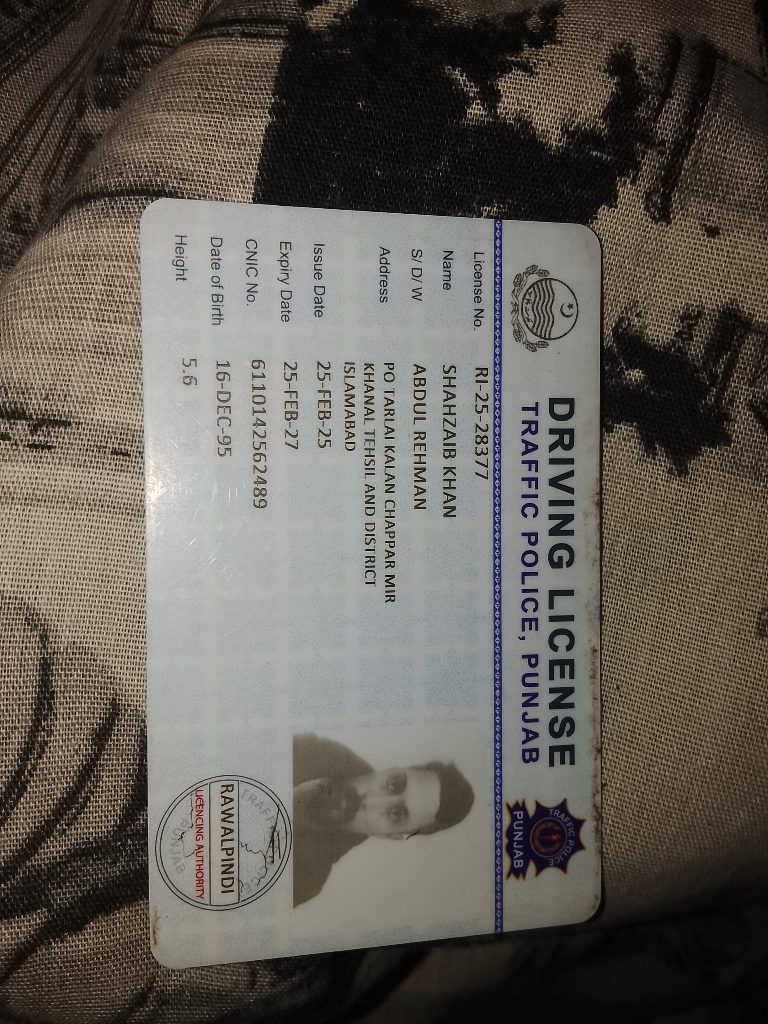 DRIVING LICENSE
TRAFFIC POLICE, PUNJAB
TRAFFIC POLICE
PUNJAB
License No. RI-25-28377
Name SHAHZAIB KHAN
S/ D/ W ABDUL REHMAN
Address PO TARLAI KALAN CHAPPAR MIR
KHANAL TEHSIL AND DISTRICT
ISLAMABAD
Issue Date 25-FEB-25
Expiry Date 25-FEB-27
CNIC No. 6110142562489
Date of Birth 16-DEC-95
Height 5.6
RAWALPINDI
LICENCING AUTHORITY
PUNJAB